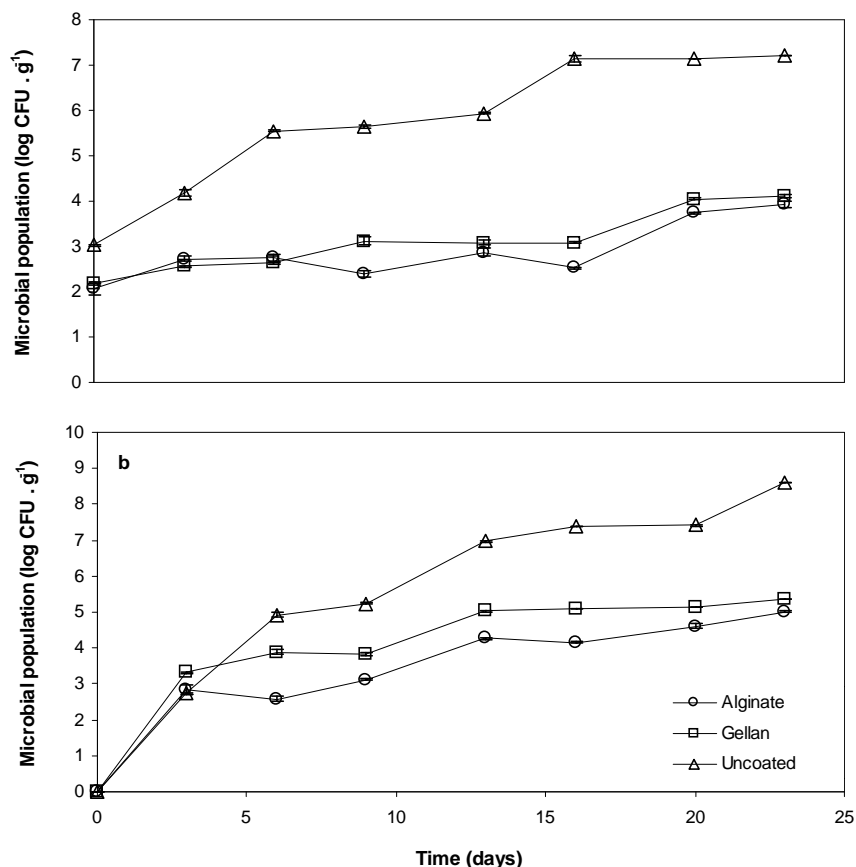 8
7
6
5
4
3
2
1
0
Microbial population (log CFU . g-1)
10
9
8
7
6
5
4
3
2
1
0
Microbial population (log CFU . g-1)
b
Alginate
Gellan
Uncoated
0 5 10 15 20 25
Time (days)